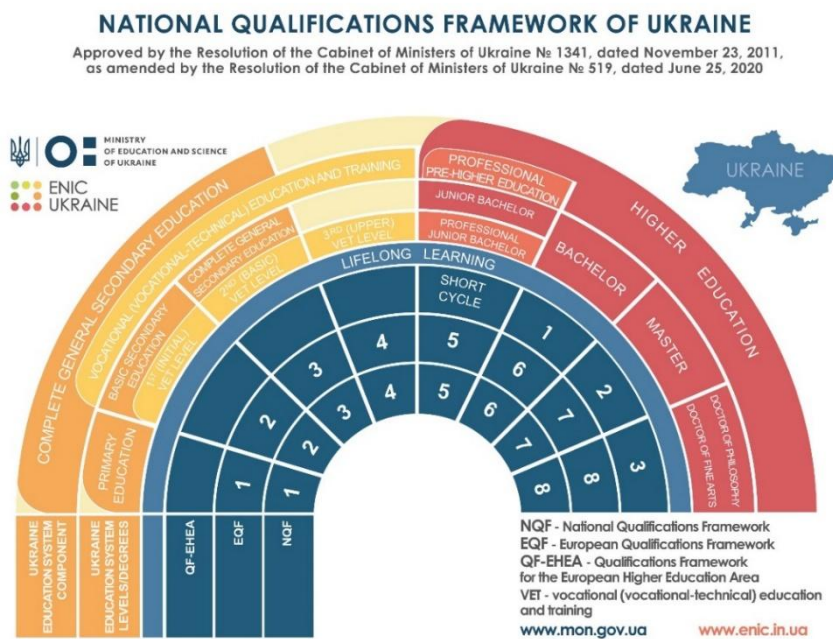 NATIONAL QUALIFICATIONS FRAMEWORK OF UKRAINE
Approved by the Resolution of the Cabinet of Ministers of Ukraine № 1341, dated November 23, 2011,
as amended by the Resolution of the Cabinet of Ministers of Ukraine № 519, dated June 25, 2020
MINISTRY
OF EDUCATION AND SCIENCE
OF UKRAINE
ENIC
UKRAINE
UKRAINE
COMPLETE GENERAL SECONDARY EDUCATION
HIGHER EDUCATION
VOCATIONAL (VOCATIONAL-TECHNICAL) EDUCATION AND TRAINING
PROFESSIONAL
PRE-HIGHER EDUCATION
PRIMARY
EDUCATION
BASIC SECONDARY
EDUCATION
1ST (INITIAL)
VET LEVEL
COMPLETE GENERAL
SECONDARY EDUCATION
2ND (BASIC)
VET LEVEL
3RD (UPPER)
VET LEVEL
JUNIOR BACHELOR
PROFESSIONAL
JUNIOR BACHELOR
BACHELOR
MASTER
DOCTOR OF PHILOSOPHY
DOCTOR OF FINE ARTS
LIFELONG LEARNING
SHORT
CYCLE
1
2
3
1
2
3
4
5
6
7
8
1
2
3
4
5
6
7
8
UKRAINE
EDUCATION SYSTEM
COMPONENT
UKRAINE
EDUCATION SYSTEM
LEVELS/DEGREES
QF-EHEA
EQF
NQF
NQF - National Qualifications Framework
EQF - European Qualifications Framework
QF-EHEA - Qualifications Framework
for the European Higher Education Area
VET - vocational (vocational-technical) education
and training
www.mon.gov.ua
www.enic.in.ua